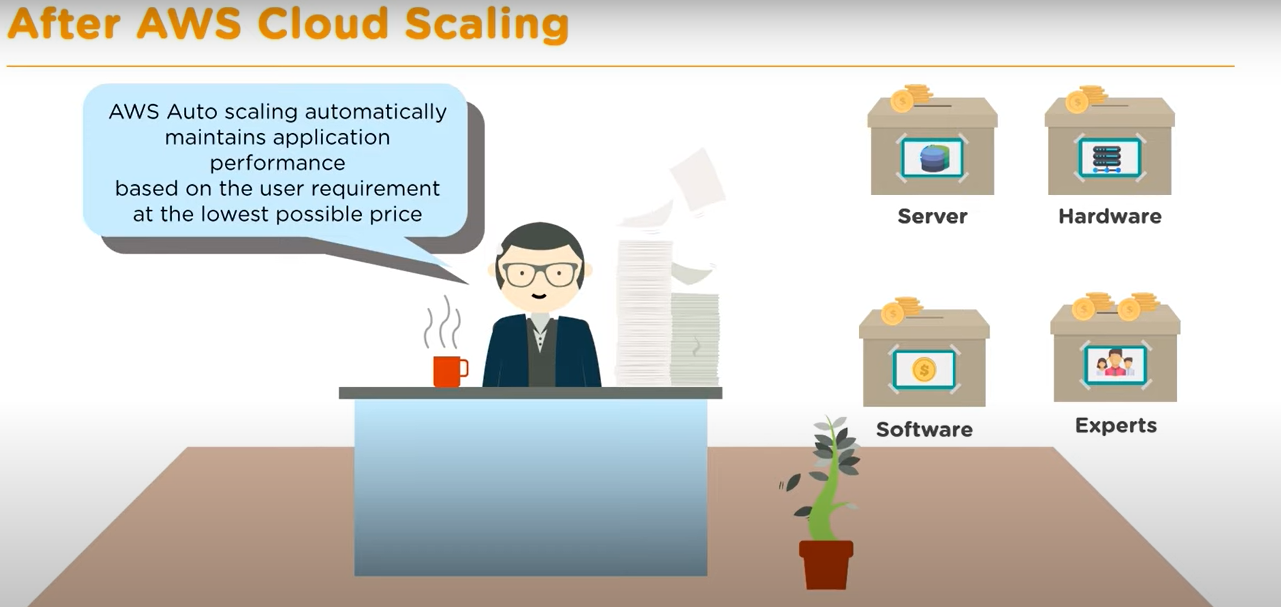 After AWS Cloud Scaling
AWS Auto scaling automatically
maintains application
performance
based on the user requirement
at the lowest possible price
Server
Hardware
Software
Experts